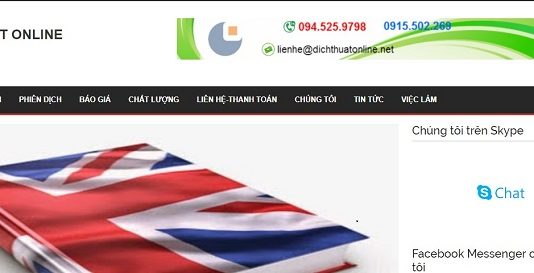 T ONLINE
094.525.9798 0915.502.269
lienhe@dichthuatonline.net
PHIÊN DỊCH BÁO GIÁ CHẤT LƯỢNG LIÊN HỆ-THANH TOÁN CHÚNG TÔI TIN TỨC VIỆC LÀM
Chúng tôi trên Skype
Chat
Facebook Messenger c
tôi